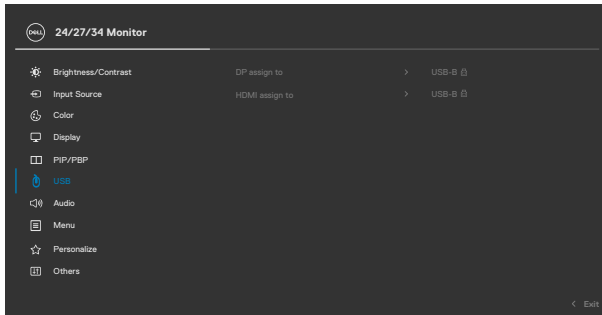 DELL 24/27/34 Monitor
Brightness/Contrast DP assign to > USB-B
Input Source HDMI assign to > USB-B
Color
Display
PIP/PBP
USB
Audio
Menu
Personalize
Others
< Exit